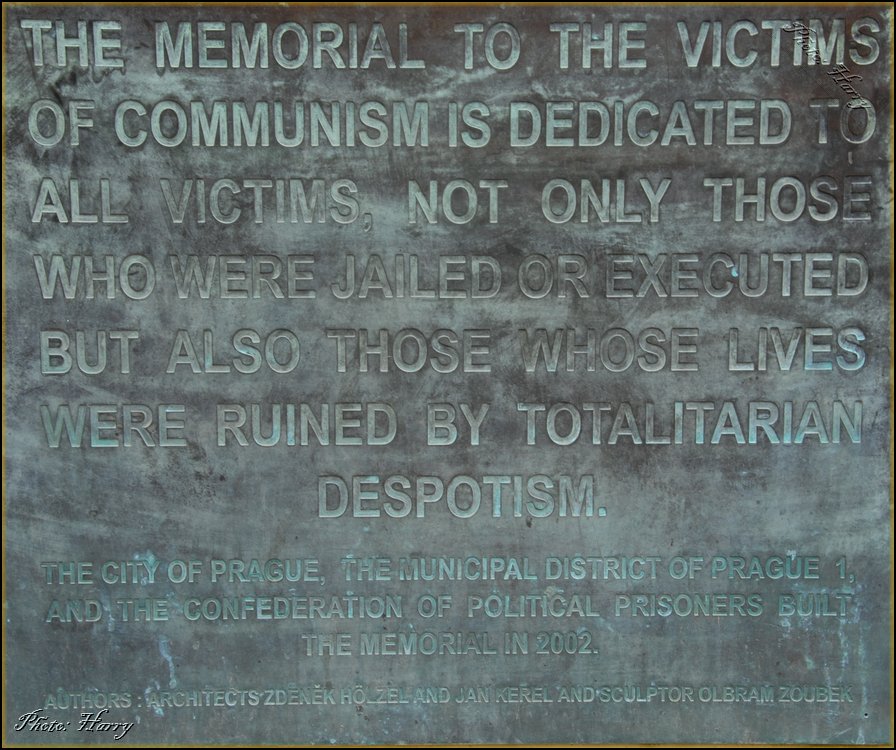 THE MEMORIAL TO THE VICTIMS
OF COMMUNISM IS DEDICATED TO
ALL VICTIMS, NOT ONLY THOSE
WHO WERE JAILED OR EXECUTED
BUT ALSO THOSE WHOSE LIVES
WERE RUINED BY TOTALITARIAN
DESPOTISM.
THE CITY OF PRAGUE, THE MUNICIPAL DISTRICT OF PRAGUE 1,
AND THE CONFEDERATION OF POLITICAL PRISONERS BUILT
THE MEMORIAL IN 2002.
AUTHORS : ARCHITECTS ZDENĚK HÖLZEL AND JAN KEREL AND SCULPTOR OLBRAM ZOUBEK
Photo: Harry
Photo: Harry